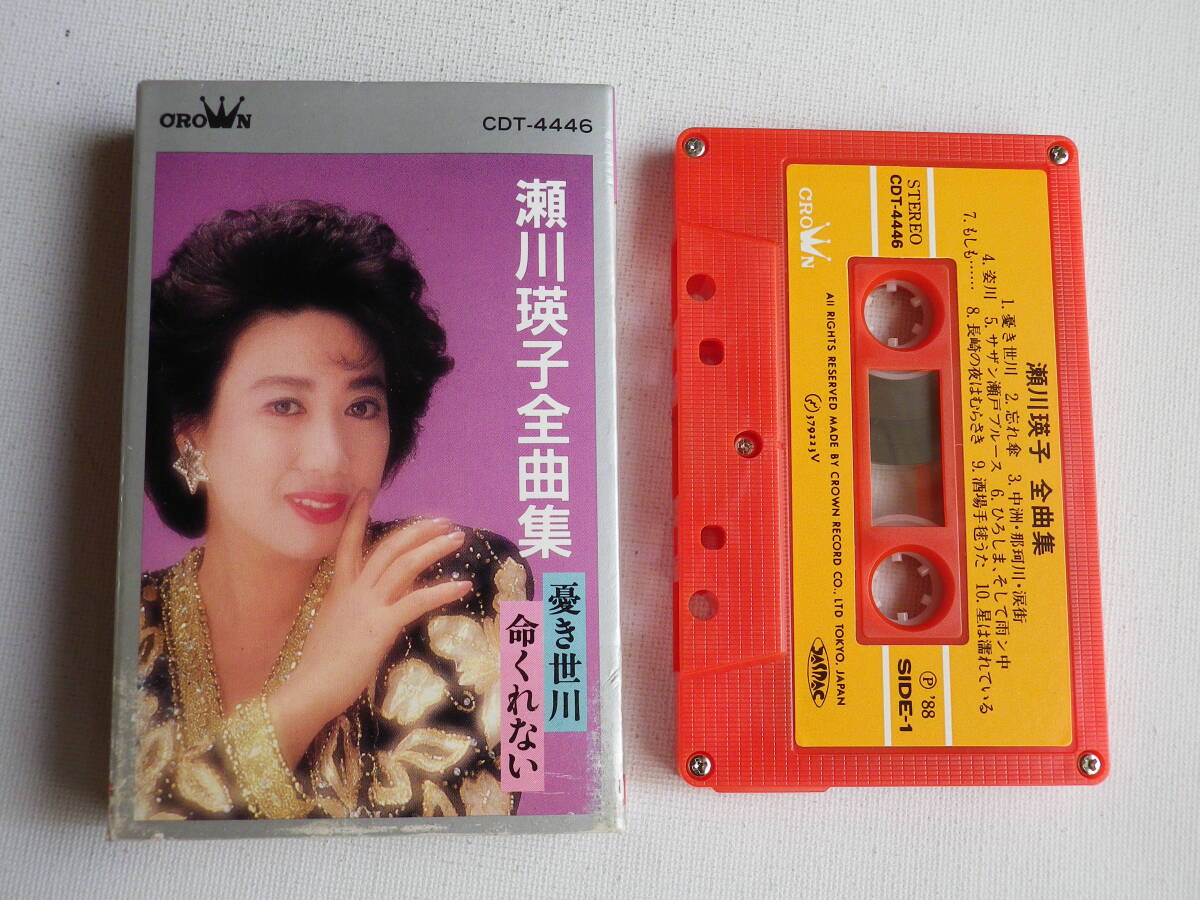 CROWN
CDT-4446
瀬川瑛子全曲集
憂き世川
命くれない
CROWN
STEREO
CDT-4446
瀬川瑛子 全曲集
1. 憂き世川 2. 忘れ傘 3. 中洲・那珂川・涙街
4. 姿川 5. サザン瀬戸ブルース 6. ひろしま、そして雨ン中
7. もしも…… 8. 長崎の夜はむらさき 9. 酒場手毬うた 10. 星は濡れている
All RIGHTS RESERVED MADE BY CROWN RECORD CO., LTD TOKYO, JAPAN
379223V
JASRAC
Ⓟ '88
SIDE-1